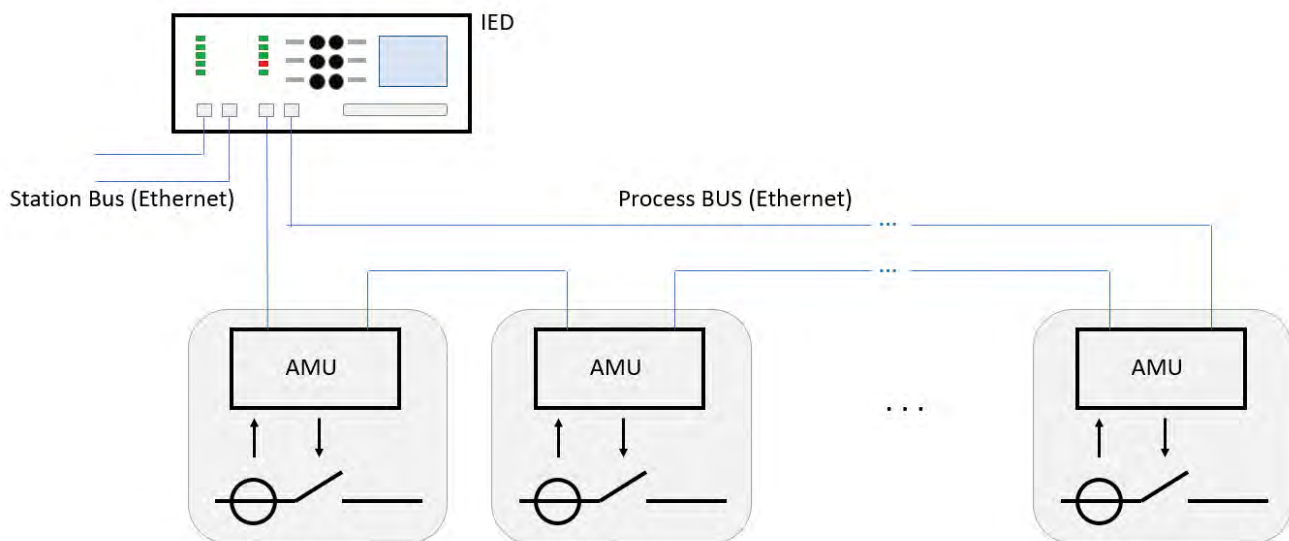 IED
Station Bus (Ethernet)
Process BUS (Ethernet)
...
...
AMU
AMU
AMU
. . .